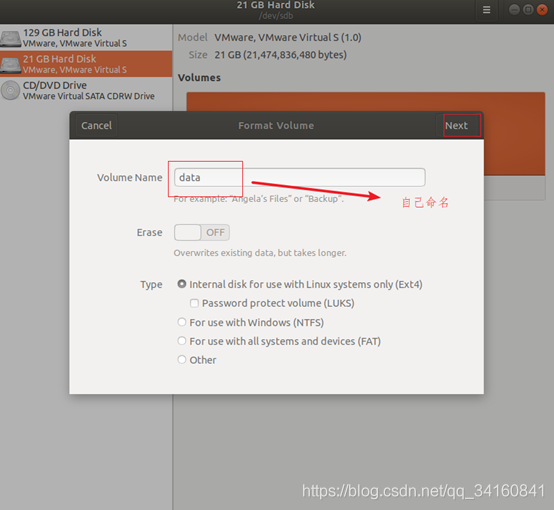 21 GB Hard Disk
/dev/sdb
129 GB Hard Disk
VMware, VMware Virtual S
21 GB Hard Disk
VMware, VMware Virtual S
CD/DVD Drive
VMware Virtual SATA CDRW Drive
Model VMware, VMware Virtual S (1.0)
Size 21 GB (21,474,836,480 bytes)
Volumes
Cancel Format Volume Next
Volume Name data
For example: “Angela's Files” or “Backup”.
自己命名
Erase OFF
Overwrites existing data, but takes longer.
Type Internal disk for use with Linux systems only (Ext4)
Password protect volume (LUKS)
For use with Windows (NTFS)
For use with all systems and devices (FAT)
Other
https://blog.csdn.net/qq_34160841